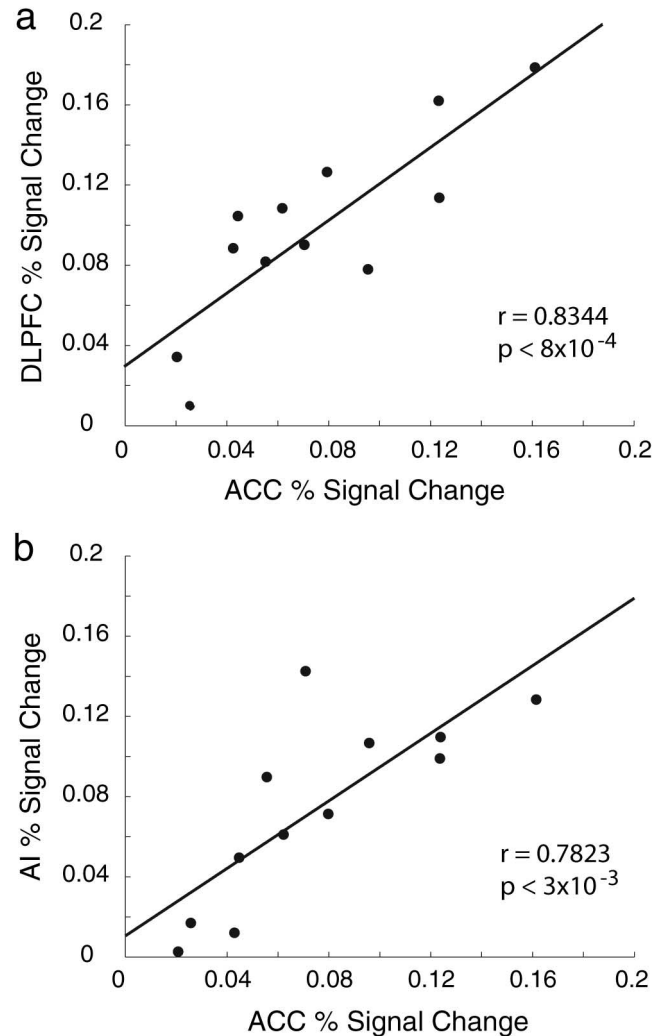 a
0.2
0.16
0.12
0.08
0.04
0
DLPFC % Signal Change
r = 0.8344
p < 8x10-4
0 0.04 0.08 0.12 0.16 0.2
ACC % Signal Change
b
0.2
0.16
0.12
0.08
0.04
0
AI % Signal Change
r = 0.7823
p < 3x10-3
0 0.04 0.08 0.12 0.16 0.2
ACC % Signal Change